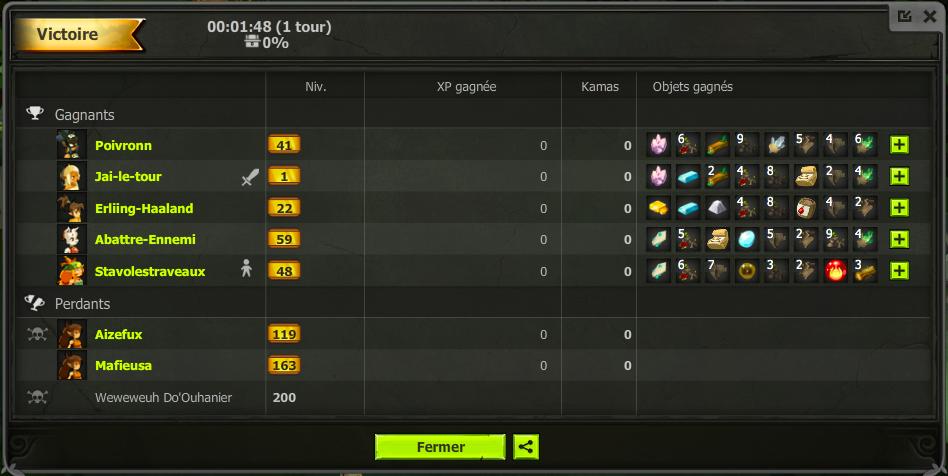 Victoire
00:01:48 (1 tour)
0%
Niv. XP gagnée Kamas Objets gagnés
Gagnants
Poivronn 41 0 0 6 9 5 4 6
Jai-le-tour 1 0 0 2 4 8 2 4
Erliing-Haaland 22 0 0 4 8 4 2
Abattre-Ennemi 59 0 0 5 5 2 9 4
Stavolestraveaux 48 0 0 6 7 3 2 3
Perdants
Aizefux 119 0 0
Mafieusa 163 0 0
Weweweuh Do'Ouhanier 200
Fermer